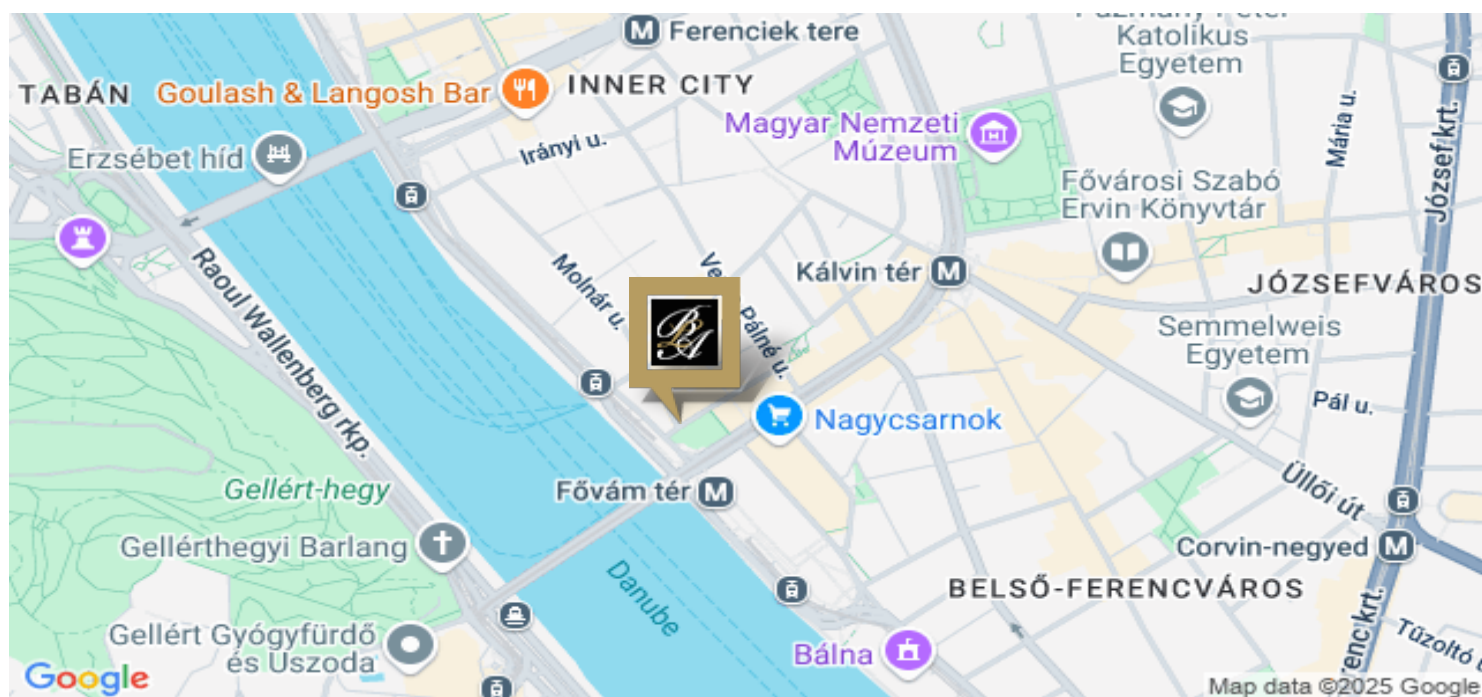 Ferenciek tere
Katolikus
Egyetem
TABÁN
Goulash & Langosh Bar
INNER CITY
Magyar Nemzeti
Múzeum
Erzsébet híd
Irányi u.
Mária u.
József krt.
Fővárosi Szabó
Ervin Könyvtár
Raoul Wallenberg rkp.
Molnár u.
Pálné u.
Kálvin tér
JÓZSEFVÁROS
Semmelweis
Egyetem
Pál u.
Nagycsarnok
Gellért-hegy
Fővám tér
Üllői út
Gellérthegyi Barlang
Corvin-negyed
Danube
BELSŐ-FERENCVÁROS
Gellért Gyógyfürdő
és Uszoda
Bálna
Tűzoltó
Google
Map data ©2025 Google